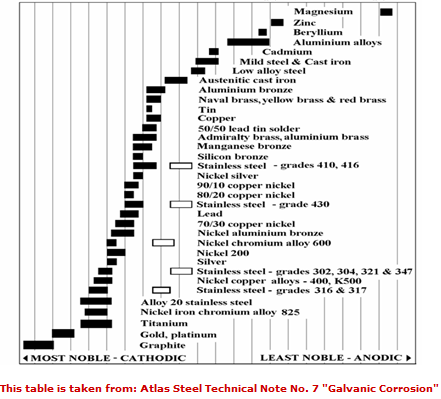 Magnesium
Zinc
Beryllium
Aluminium alloys
Cadmium
Mild steel & Cast iron
Low alloy steel
Austenitic cast iron
Aluminium bronze
Naval brass, yellow brass & red brass
Tin
Copper
50/50 lead tin solder
Admiralty brass, aluminium brass
Manganese bronze
Silicon bronze
Stainless steel - grades 410, 416
Nickel silver
90/10 copper nickel
80/20 copper nickel
Stainless steel - grade 430
Lead
70/30 copper nickel
Nickel aluminium bronze
Nickel chromium alloy 600
Nickel 200
Silver
Stainless steel - grades 302, 304, 321 & 347
Nickel copper alloys - 400, K500
Stainless steel - grades 316 & 317
Alloy 20 stainless steel
Nickel iron chromium alloy 825
Titanium
Gold, platinum
Graphite
MOST NOBLE - CATHODIC LEAST NOBLE - ANODIC
This table is taken from: Atlas Steel Technical Note No. 7 "Galvanic Corrosion"